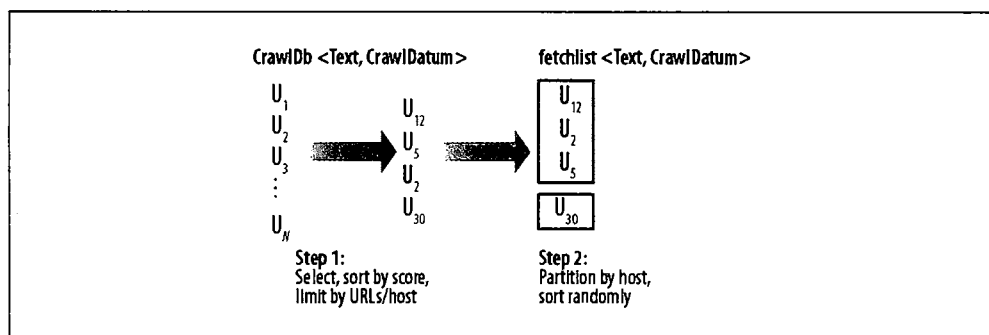 CrawlDb <Text, CrawlDatum>
fetchlist <Text, CrawlDatum>
U1
U2
U3
⋮
UN
U12
U5
U2
U30
U12
U2
U5
U30
Step 1:
Select, sort by score,
limit by URLs/host
Step 2:
Partition by host,
sort randomly